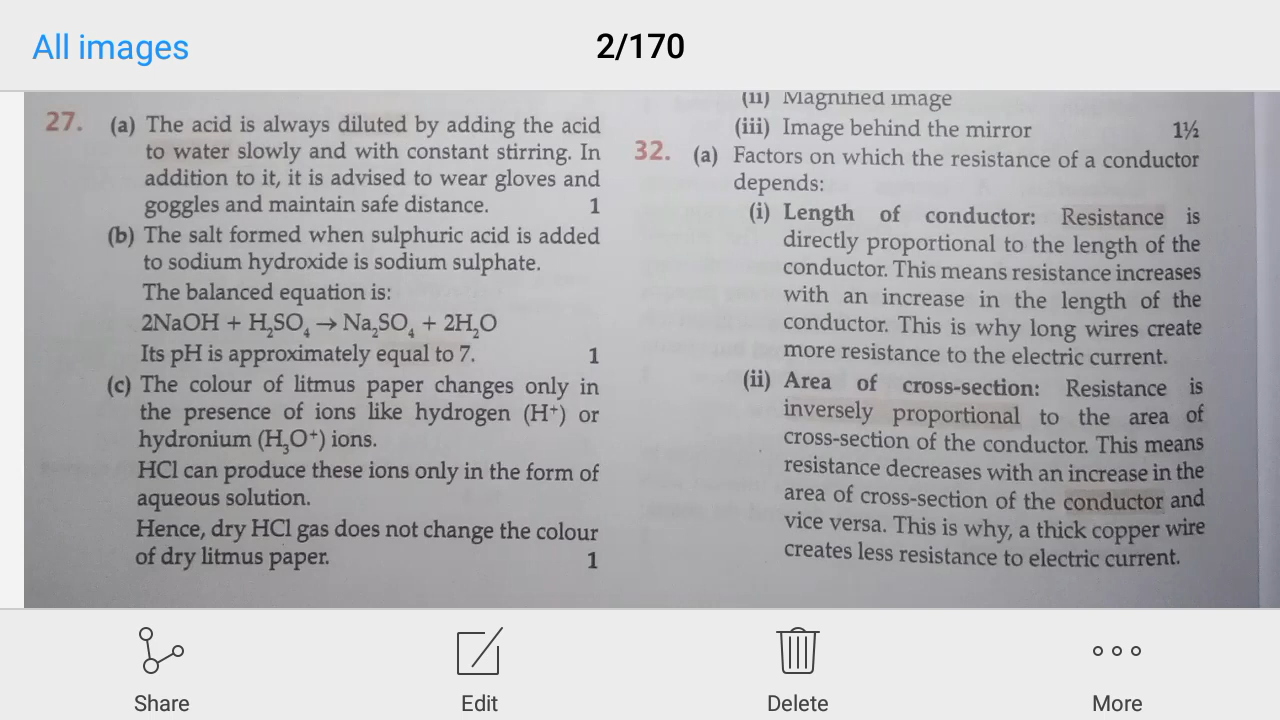 All images
2/170
27. (a) The acid is always diluted by adding the acid
to water slowly and with constant stirring. In
addition to it, it is advised to wear gloves and
goggles and maintain safe distance. 1
(b) The salt formed when sulphuric acid is added
to sodium hydroxide is sodium sulphate.
The balanced equation is:
2NaOH + H₂SO₄ → Na₂SO₄ + 2H₂O
Its pH is approximately equal to 7. 1
(c) The colour of litmus paper changes only in
the presence of ions like hydrogen (H⁺) or
hydronium (H₃O⁺) ions.
HCl can produce these ions only in the form of
aqueous solution.
Hence, dry HCl gas does not change the colour
of dry litmus paper. 1
(ii) Magnified image
(iii) Image behind the mirror 1½
32. (a) Factors on which the resistance of a conductor
depends:
(i) Length of conductor: Resistance is
directly proportional to the length of the
conductor. This means resistance increases
with an increase in the length of the
conductor. This is why long wires create
more resistance to the electric current.
(ii) Area of cross-section: Resistance is
inversely proportional to the area of
cross-section of the conductor. This means
resistance decreases with an increase in the
area of cross-section of the conductor and
vice versa. This is why, a thick copper wire
creates less resistance to electric current.
Share
Edit
Delete
More